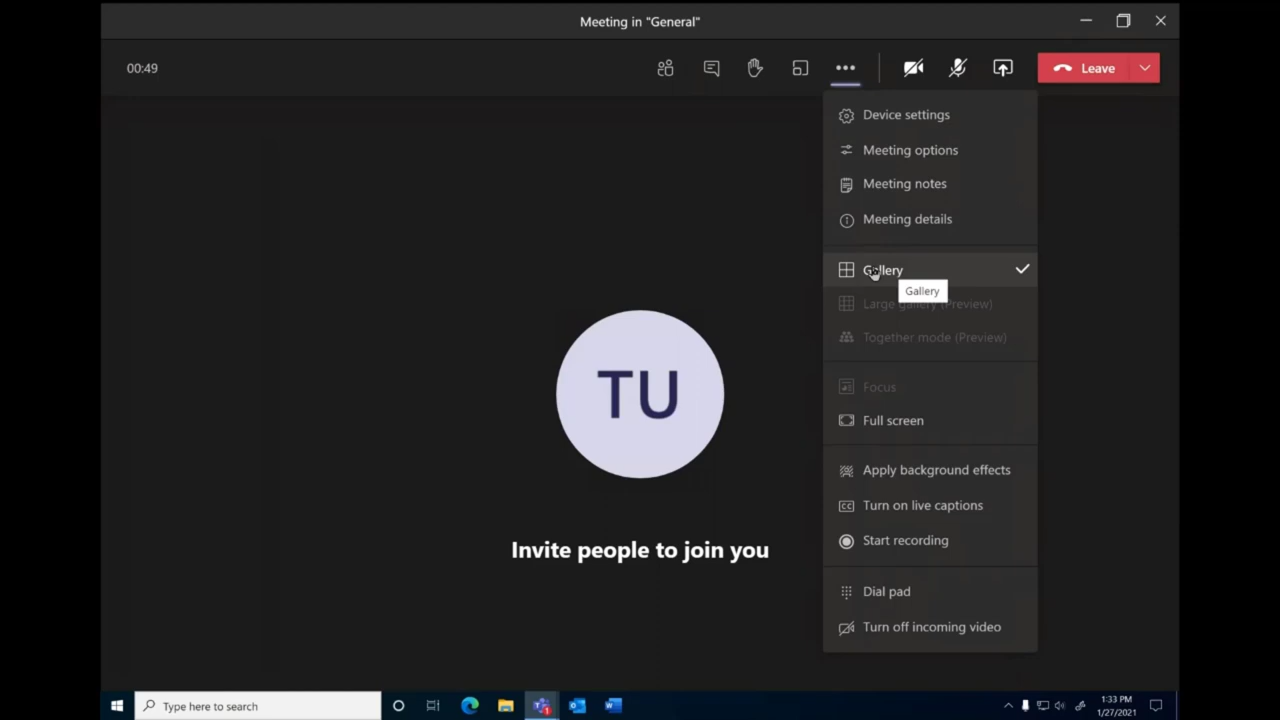 Meeting in "General"
00:49
Leave
Device settings
Meeting options
Meeting notes
Meeting details
Gallery
Gallery
Large gallery (Preview)
Together mode (Preview)
Focus
Full screen
Apply background effects
CC Turn on live captions
Start recording
Dial pad
Turn off incoming video
TU
Invite people to join you
Type here to search
1
1:33 PM
1/27/2021